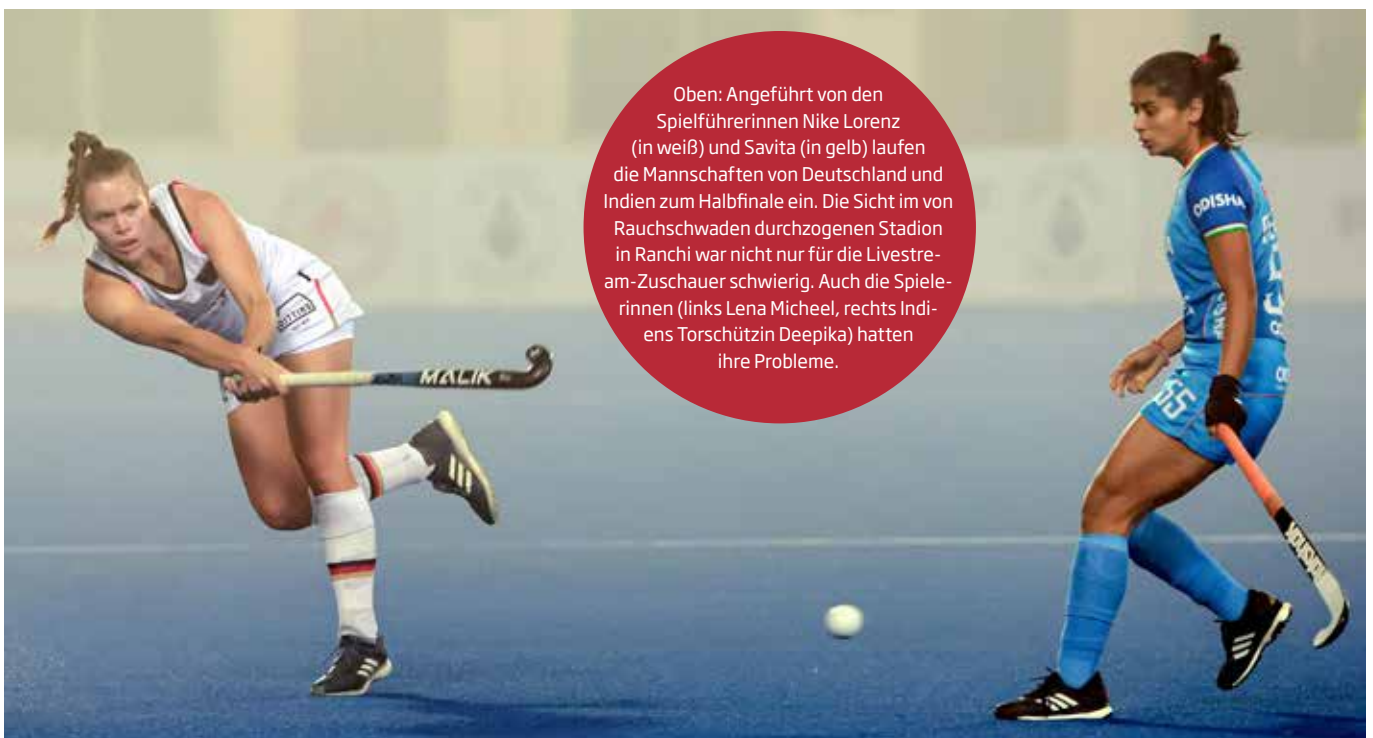 Oben: Angeführt von den
Spielführerinnen Nike Lorenz
(in weiß) und Savita (in gelb) laufen
die Mannschaften von Deutschland und
Indien zum Halbfinale ein. Die Sicht im von
Rauchschwaden durchzogenen Stadion
in Ranchi war nicht nur für die Livestre-
am-Zuschauer schwierig. Auch die Spiele-
rinnen (links Lena Micheel, rechts Indi-
ens Torschützin Deepika) hatten
ihre Probleme.
MALIK
ODISHA
55